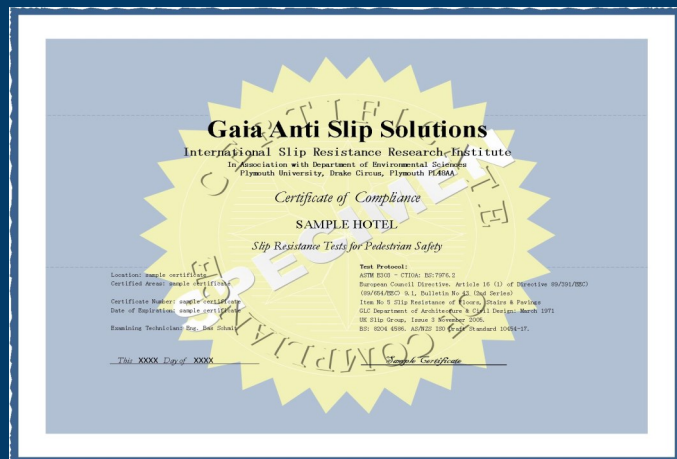 CERTIFICATE
Gaia Anti Slip Solutions
International Slip Resistance Research Institute
In Association with Department of Environmental Sciences
Plymouth University, Drake Circus, Plymouth PL48AA
Certificate of Compliance
SAMPLE HOTEL
Slip Resistance Tests for Pedestrian Safety
SPECIMEN
Location: sample certificate
Certified Areas: sample certificate
Certificate Number: sample certificate
Date of Expiration: sample certificate
Examining Technician: Eng. Dan
This XXXX Day of XXXX
Test Protocol:
ASTM E303 - CTIOA: BS:7976.2
European Council Directive. Article 16 (1) of Directive 89/391/EEC)
(89/654/EEC) 9.1, Bulletin No 43 (2nd Series)
Item No 5 Slip Resistance of Floors, Stairs & Pavings
GLC Department of Architecture & Civil Design: March 1971
UK Slip Group, Issue 3 November 2005.
BS: 8204 4586. AS/NZS ISO Draft Standard 10454-17.
Sample Certificate
COMPLIANCE